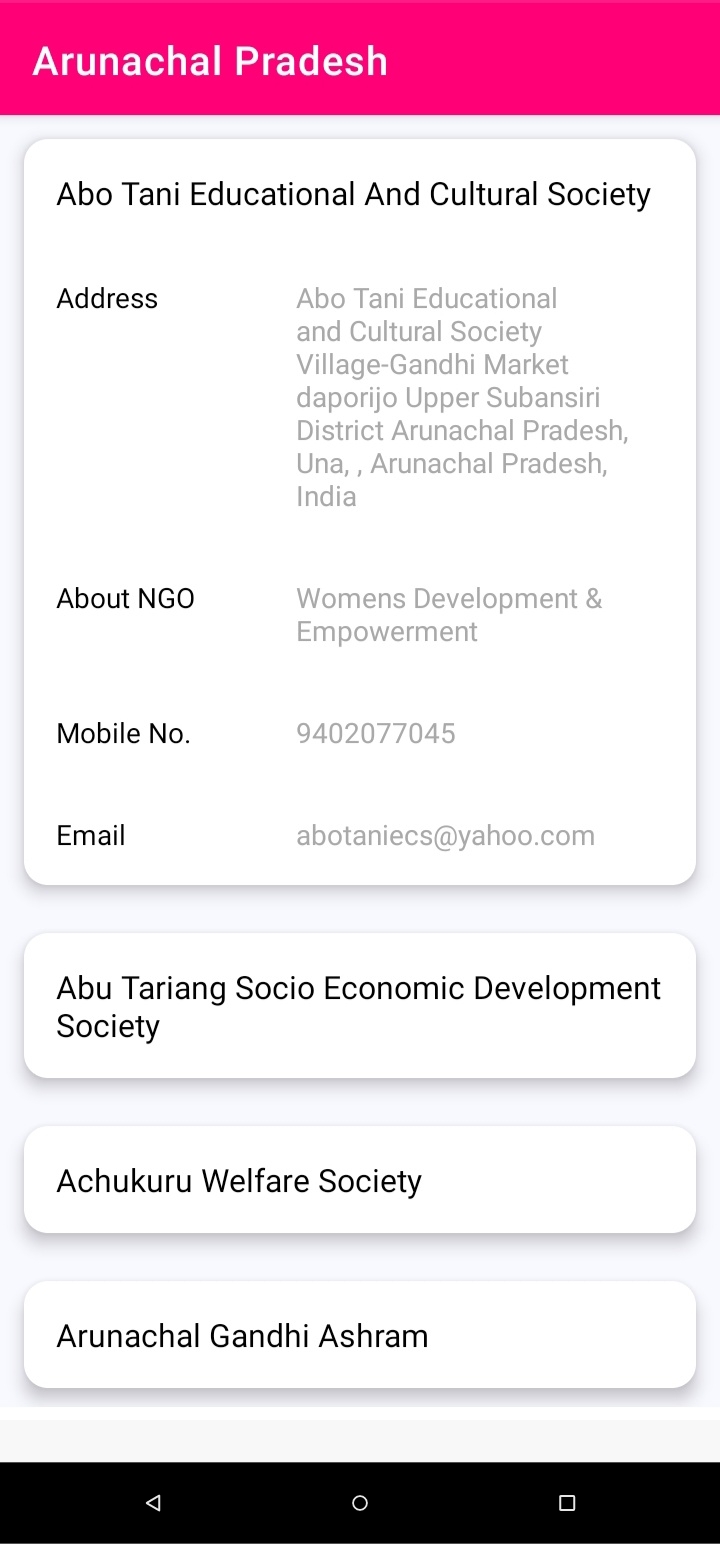 Arunachal Pradesh
Abo Tani Educational And Cultural Society
Address
Abo Tani Educational
and Cultural Society
Village-Gandhi Market
daporijo Upper Subansiri
District Arunachal Pradesh,
Una, , Arunachal Pradesh,
India
About NGO
Womens Development &
Empowerment
Mobile No.
9402077045
Email
abotaniecs@yahoo.com
Abu Tariang Socio Economic Development
Society
Achukuru Welfare Society
Arunachal Gandhi Ashram